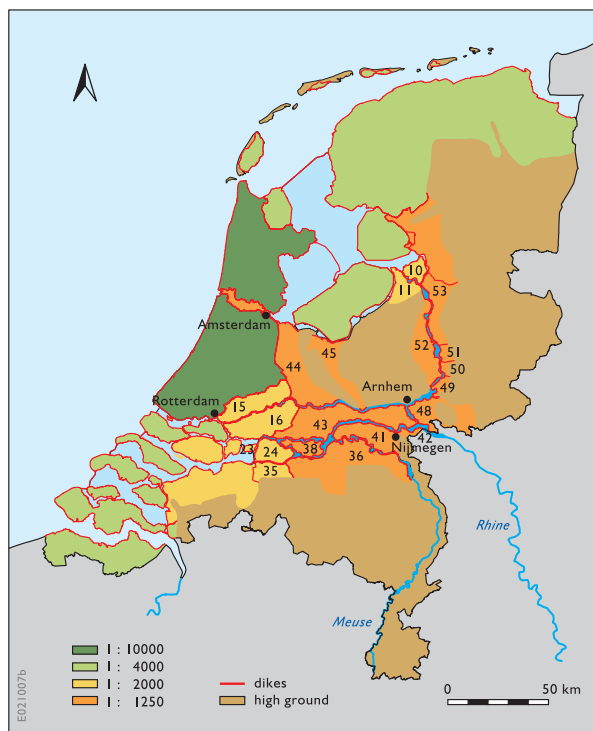 10
11
53
Amsterdam
52
51
45
50
44
Arnhem
49
Rotterdam
15
48
16
43
41
42
23
24
38
Nijmegen
36
35
Rhine
Meuse
1 : 10000
1 : 4000
1 : 2000
1 : 1250
dikes
high ground
0 50 km
E021007b